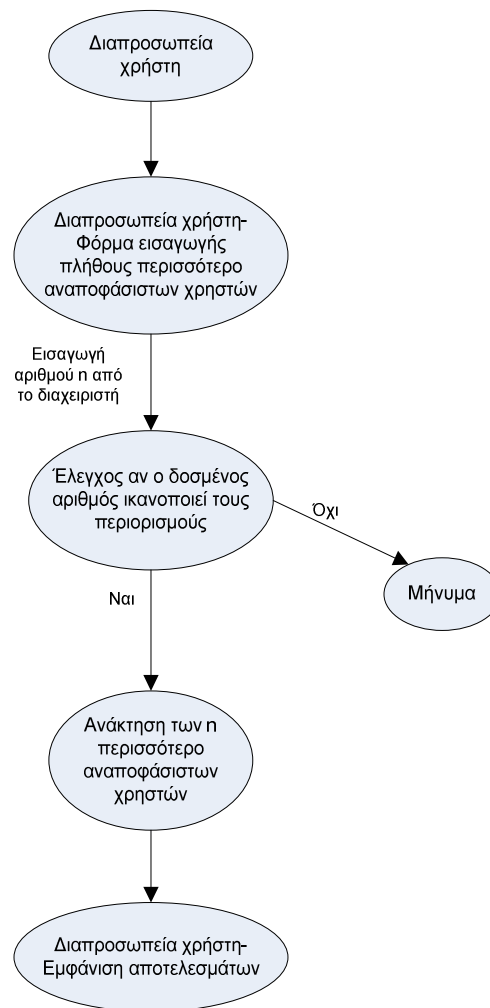 Διαπροσωπεία
χρήστη
Διαπροσωπεία χρήστη-
Φόρμα εισαγωγής
πλήθους περισσότερο
αναποφάσιστων χρηστών
Εισαγωγή
αριθμού n από
το διαχειριστή
Έλεγχος αν ο δοσμένος
αριθμός ικανοποιεί τους
περιορισμούς
Όχι
Μήνυμα
Ναι
Ανάκτηση των n
περισσότερο
αναποφάσιστων
χρηστών
Διαπροσωπεία χρήστη-
Εμφάνιση αποτελεσμάτων